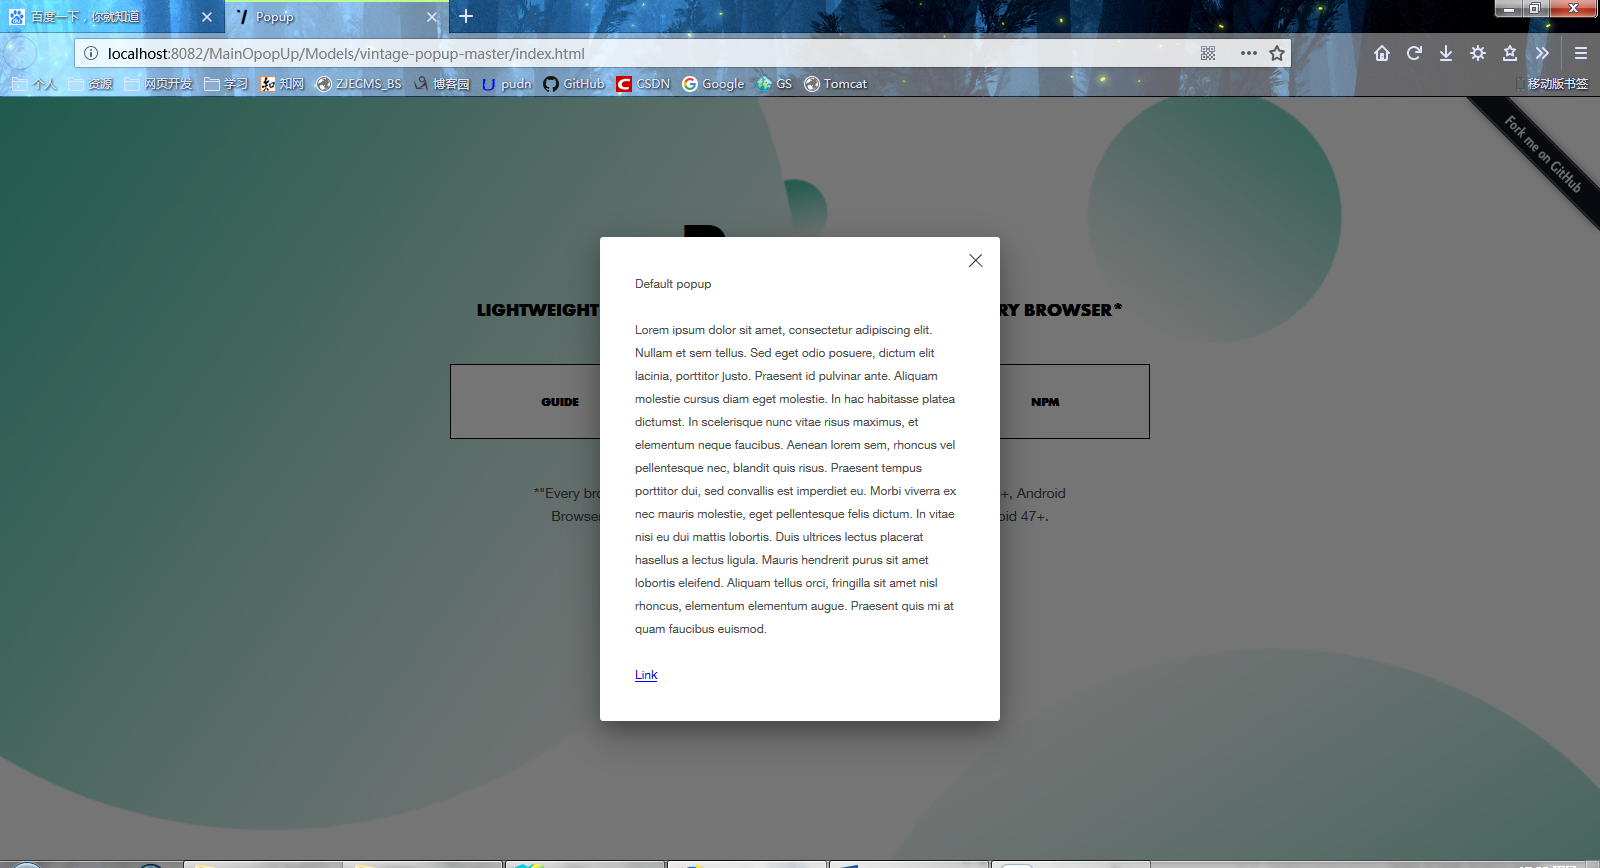 百度一下，你就知道
Popup
localhost:8082/MainOpopUp/Models/vintage-popup-master/index.html
个人 资源 网页开发 学习 知网 ZJECMS_BS 博客园 pudn GitHub CSDN Google GS Tomcat 移动版书签
Fork me on GitHub
LIGHTWEIGHT
RY BROWSER*
GUIDE
NPM
*"Every bro
+, Android
Browser
oid 47+.
Default popup
Lorem ipsum dolor sit amet, consectetur adipiscing elit.
Nullam et sem tellus. Sed eget odio posuere, dictum elit
lacinia, porttitor justo. Praesent id pulvinar ante. Aliquam
molestie cursus diam eget molestie. In hac habitasse platea
dictumst. In scelerisque nunc vitae risus maximus, et
elementum neque faucibus. Aenean lorem sem, rhoncus vel
pellentesque nec, blandit quis risus. Praesent tempus
porttitor dui, sed convallis est imperdiet eu. Morbi viverra ex
nec mauris molestie, eget pellentesque felis dictum. In vitae
nisi eu dui mattis lobortis. Duis ultrices lectus placerat
hasellus a lectus ligula. Mauris hendrerit purus sit amet
lobortis eleifend. Aliquam tellus orci, fringilla sit amet nisl
rhoncus, elementum elementum augue. Praesent quis mi at
quam faucibus euismod.
Link